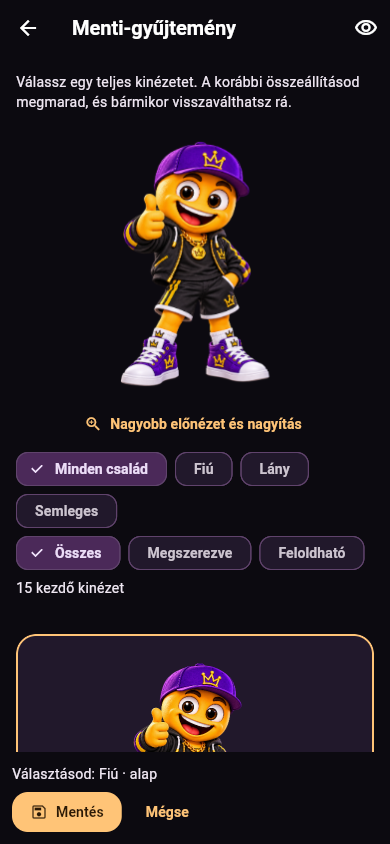 Menti-gyűjtemény
Válassz egy teljes kinézetet. A korábbi összeállításod
megmarad, és bármikor visszaválthatsz rá.
Nagyobb előnézet és nagyítás
Minden család
Fiú
Lány
Semleges
Összes
Megszerezve
Feloldható
15 kezdő kinézet
Választásod: Fiú · alap
Mentés
Mégse